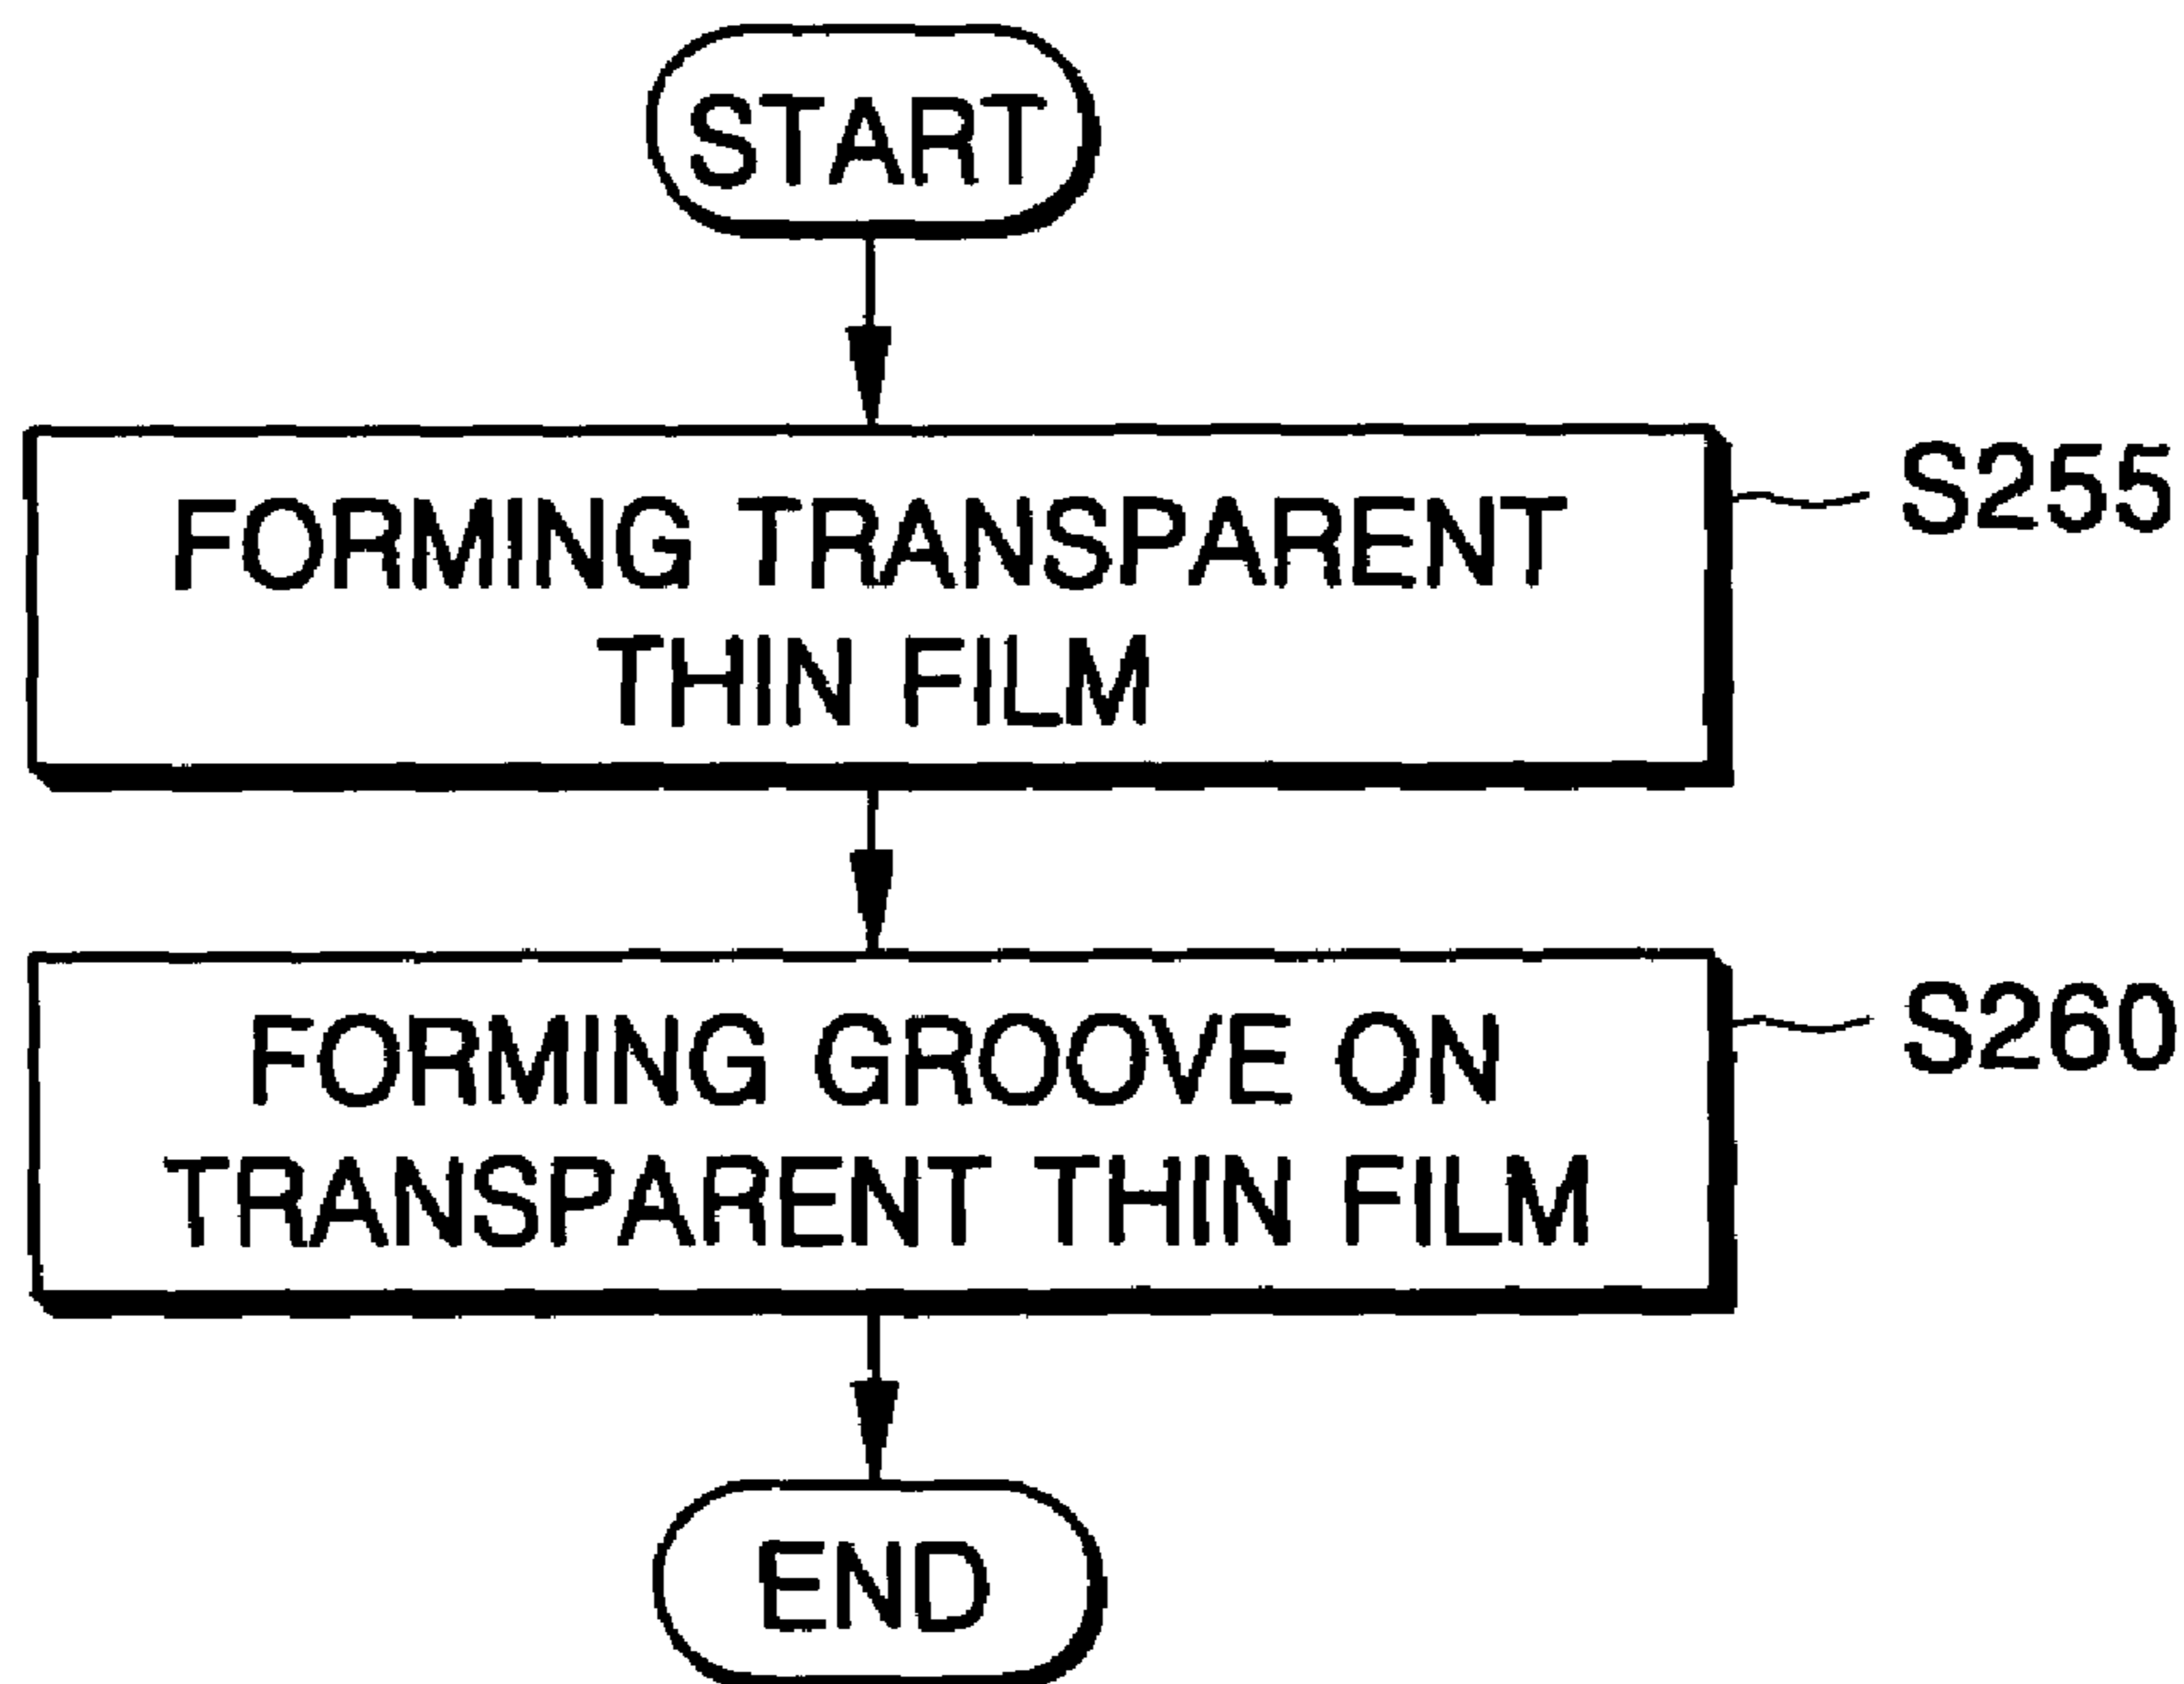 START
FORMING TRANSPARENT
THIN FILM
S255
FORMING GROOVE ON
TRANSPARENT THIN FILM
S260
END